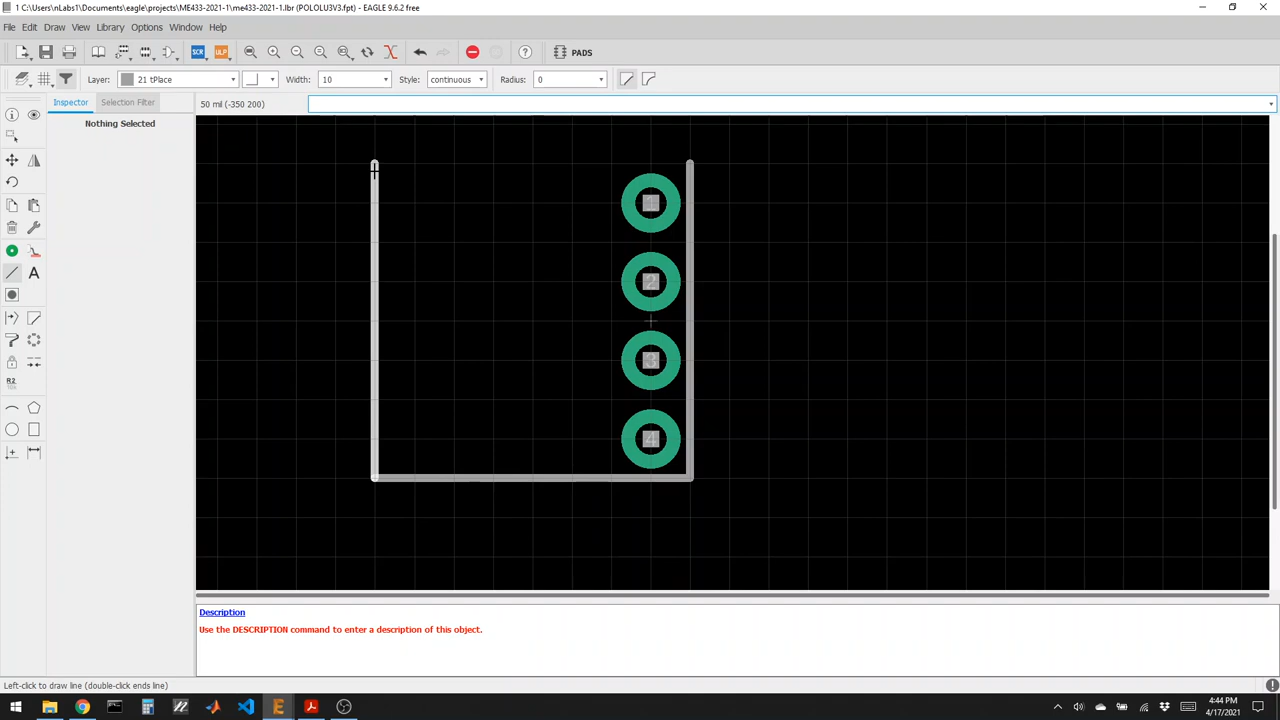 1 C:\Users\nLabs1\Documents\eagle\projects\ME433-2021-1\me433-2021-1.lbr (POLOLU3V3.fpt) - EAGLE 9.6.2 free
File Edit Draw View Library Options Window Help
SCR ULP PADS
Layer: 21 tPlace Width: 10 Style: continuous Radius: 0
Inspector Selection Filter 50 mil (-350 200)
Nothing Selected
1
2
3
4
R2
10k
Description
Use the DESCRIPTION command to enter a description of this object.
Left-click to draw line (double-click ends line)
4:44 PM
4/17/2021